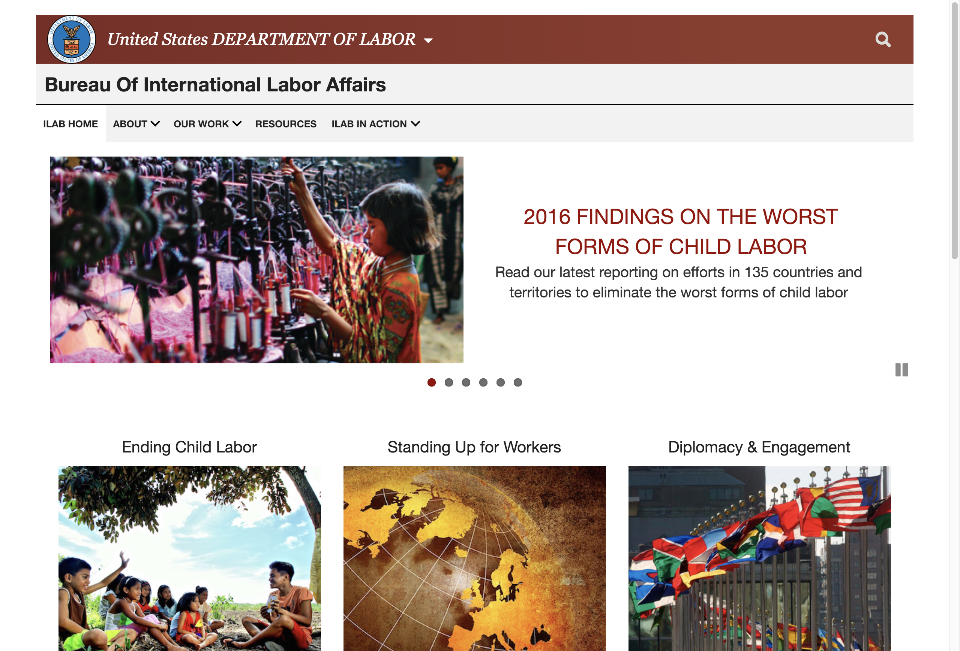 United States DEPARTMENT OF LABOR
Bureau Of International Labor Affairs
ILAB HOME ABOUT OUR WORK RESOURCES ILAB IN ACTION
2016 FINDINGS ON THE WORST
FORMS OF CHILD LABOR
Read our latest reporting on efforts in 135 countries and
territories to eliminate the worst forms of child labor
Ending Child Labor
Standing Up for Workers
Diplomacy & Engagement